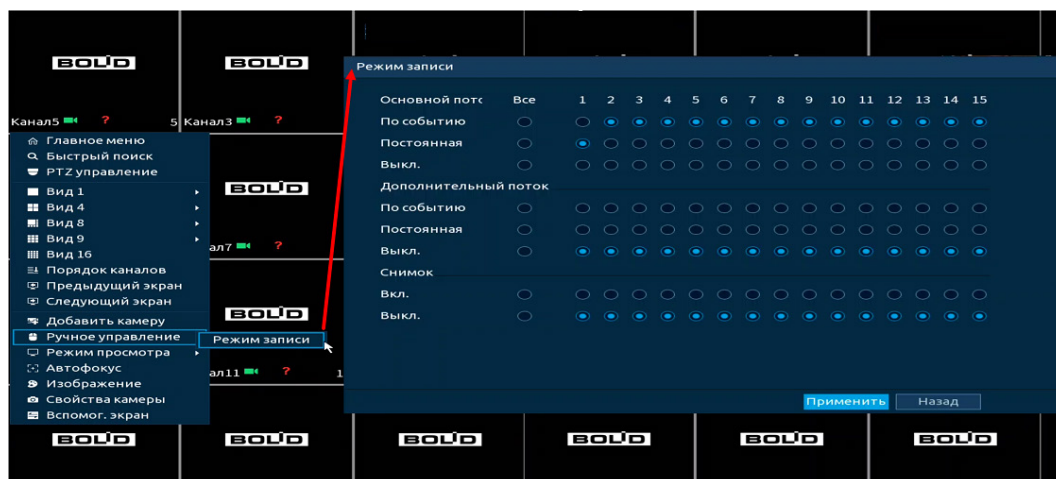 BOLID BOLID
Канал5 ? 5 Канал3 ?
Главное меню
Быстрый поиск
PTZ управление
Вид 1
Вид 4
Вид 8
Вид 9
Вид 16
Порядок каналов
Предыдущий экран
Следующий экран
Добавить камеру
Ручное управление
Режим просмотра
Автофокус
Изображение
Свойства камеры
Вспомог. экран
Режим записи
BOLID
ал7 ?
BOLID
ал11 ? 1
Режим записи
Основной пото Все 1 2 3 4 5 6 7 8 9 10 11 12 13 14 15
По событию
Постоянная
Выкл.
Дополнительный поток
По событию
Постоянная
Выкл.
Снимок
Вкл.
Выкл.
Применить Назад
BOLID BOLID BOLID BOLID BOLID BOLID